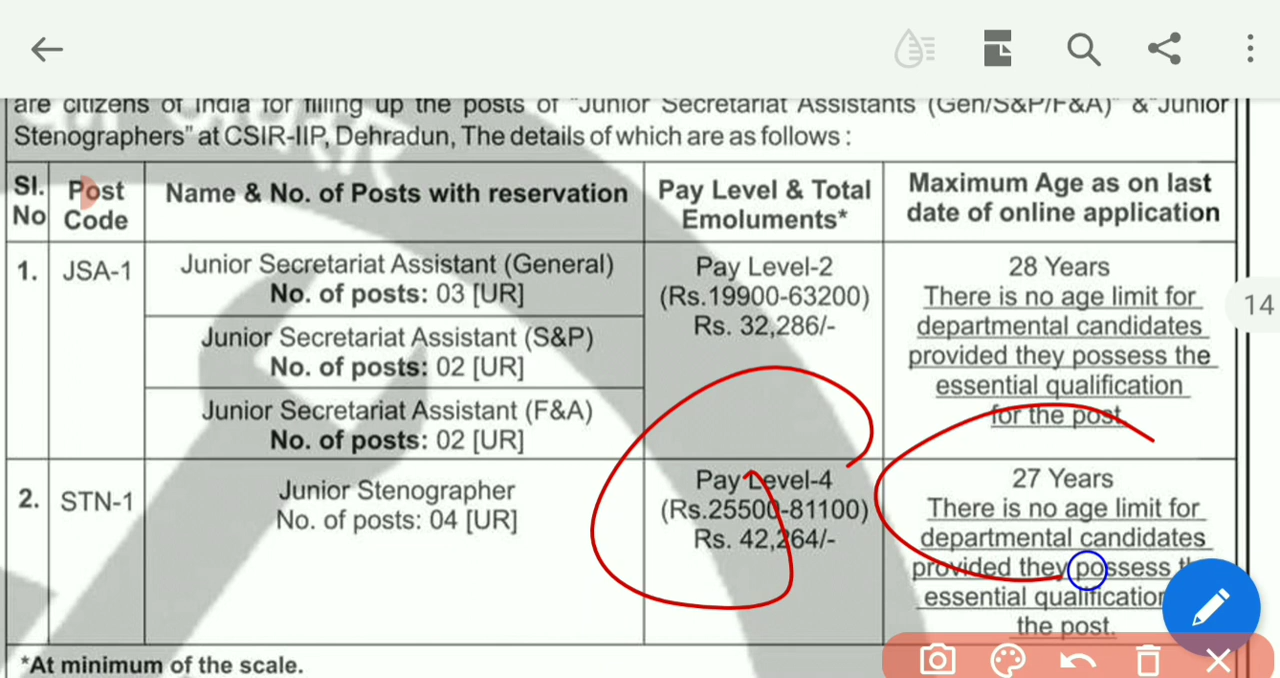 are citizens of India for filling up the posts of "Junior Secretariat Assistants (Gen/S&P/F&A)" &"Junior
Stenographers" at CSIR-IIP, Dehradun, The details of which are as follows :
Sl. No
Post Code
Name & No. of Posts with reservation
Pay Level & Total
Emoluments*
Maximum Age as on last
date of online application
1.
JSA-1
Junior Secretariat Assistant (General)
No. of posts: 03 [UR]
Junior Secretariat Assistant (S&P)
No. of posts: 02 [UR]
Junior Secretariat Assistant (F&A)
No. of posts: 02 [UR]
Pay Level-2
(Rs.19900-63200)
Rs. 32,286/-
28 Years
There is no age limit for
departmental candidates
provided they possess the
essential qualification
for the post.
14
2.
STN-1
Junior Stenographer
No. of posts: 04 [UR]
Pay Level-4
(Rs.25500-81100)
Rs. 42,264/-
27 Years
There is no age limit for
departmental candidates
provided they possess
essential qualification
the post.
*At minimum of the scale.